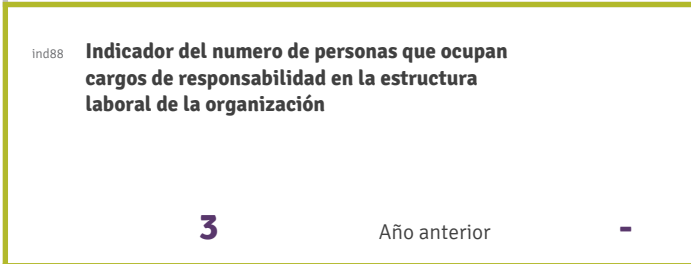 ind88 Indicador del numero de personas que ocupan
cargos de responsabilidad en la estructura
laboral de la organización
3 Año anterior -